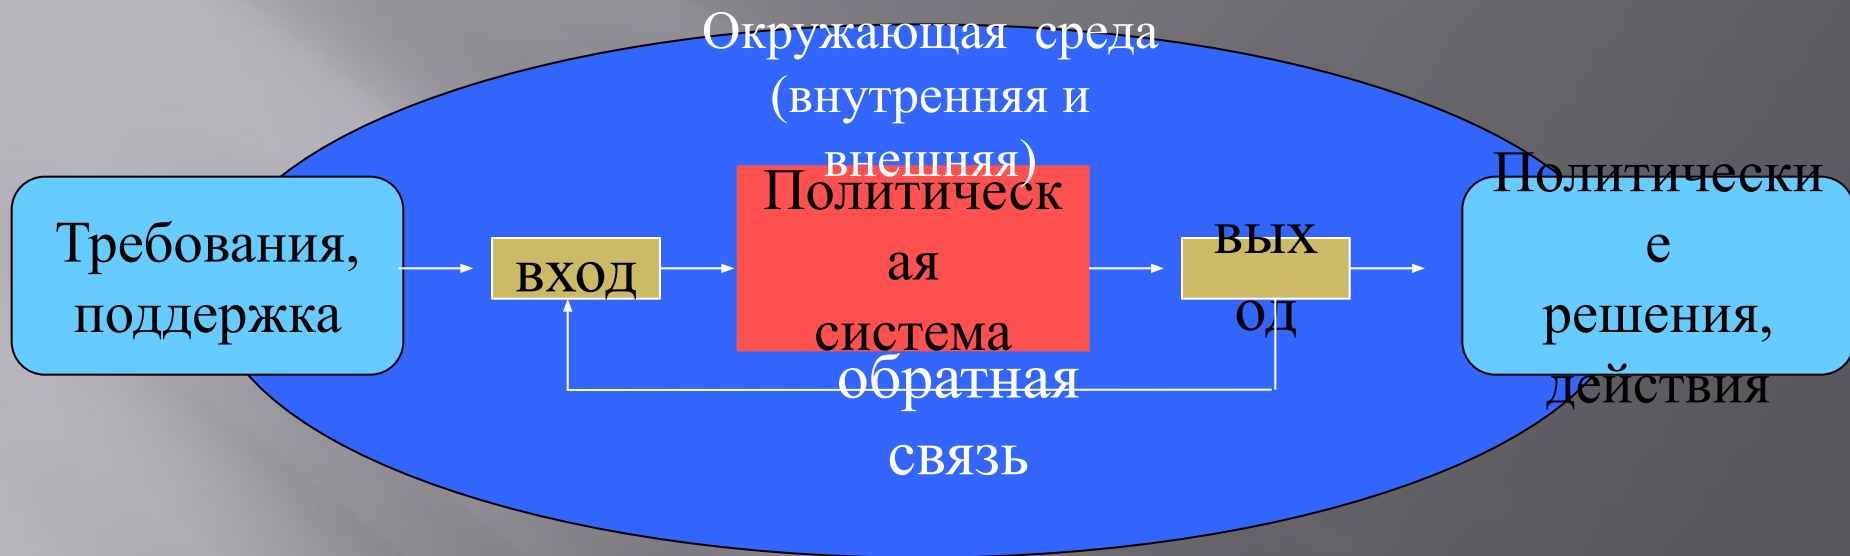 Окружающая среда
(внутренняя и
внешняя)
Требования,
поддержка
вход
Политическ
ая
система
вых
од
Политически
е
решения,
действия
обратная
связь